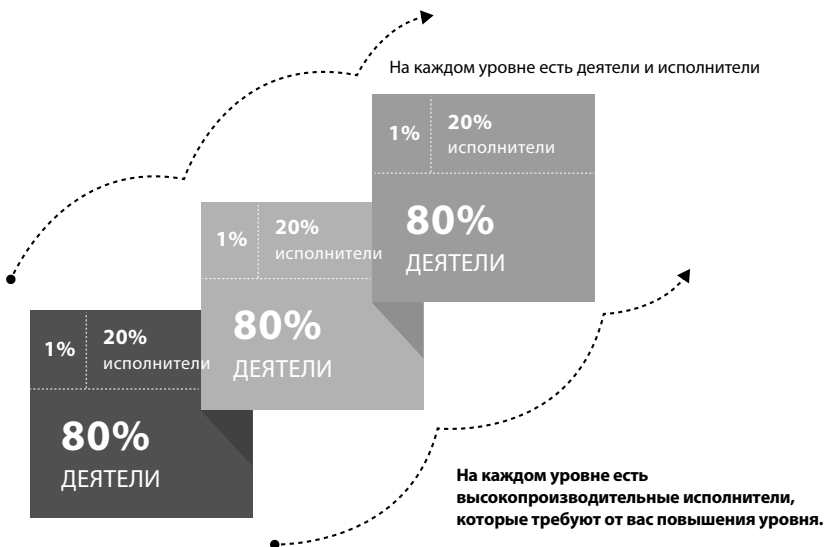 На каждом уровне есть деятели и исполнители
1%
20%
исполнители
80%
ДЕЯТЕЛИ
1%
20%
исполнители
80%
ДЕЯТЕЛИ
1%
20%
исполнители
80%
ДЕЯТЕЛИ
На каждом уровне есть
высокопроизводительные исполнители,
которые требуют от вас повышения уровня.